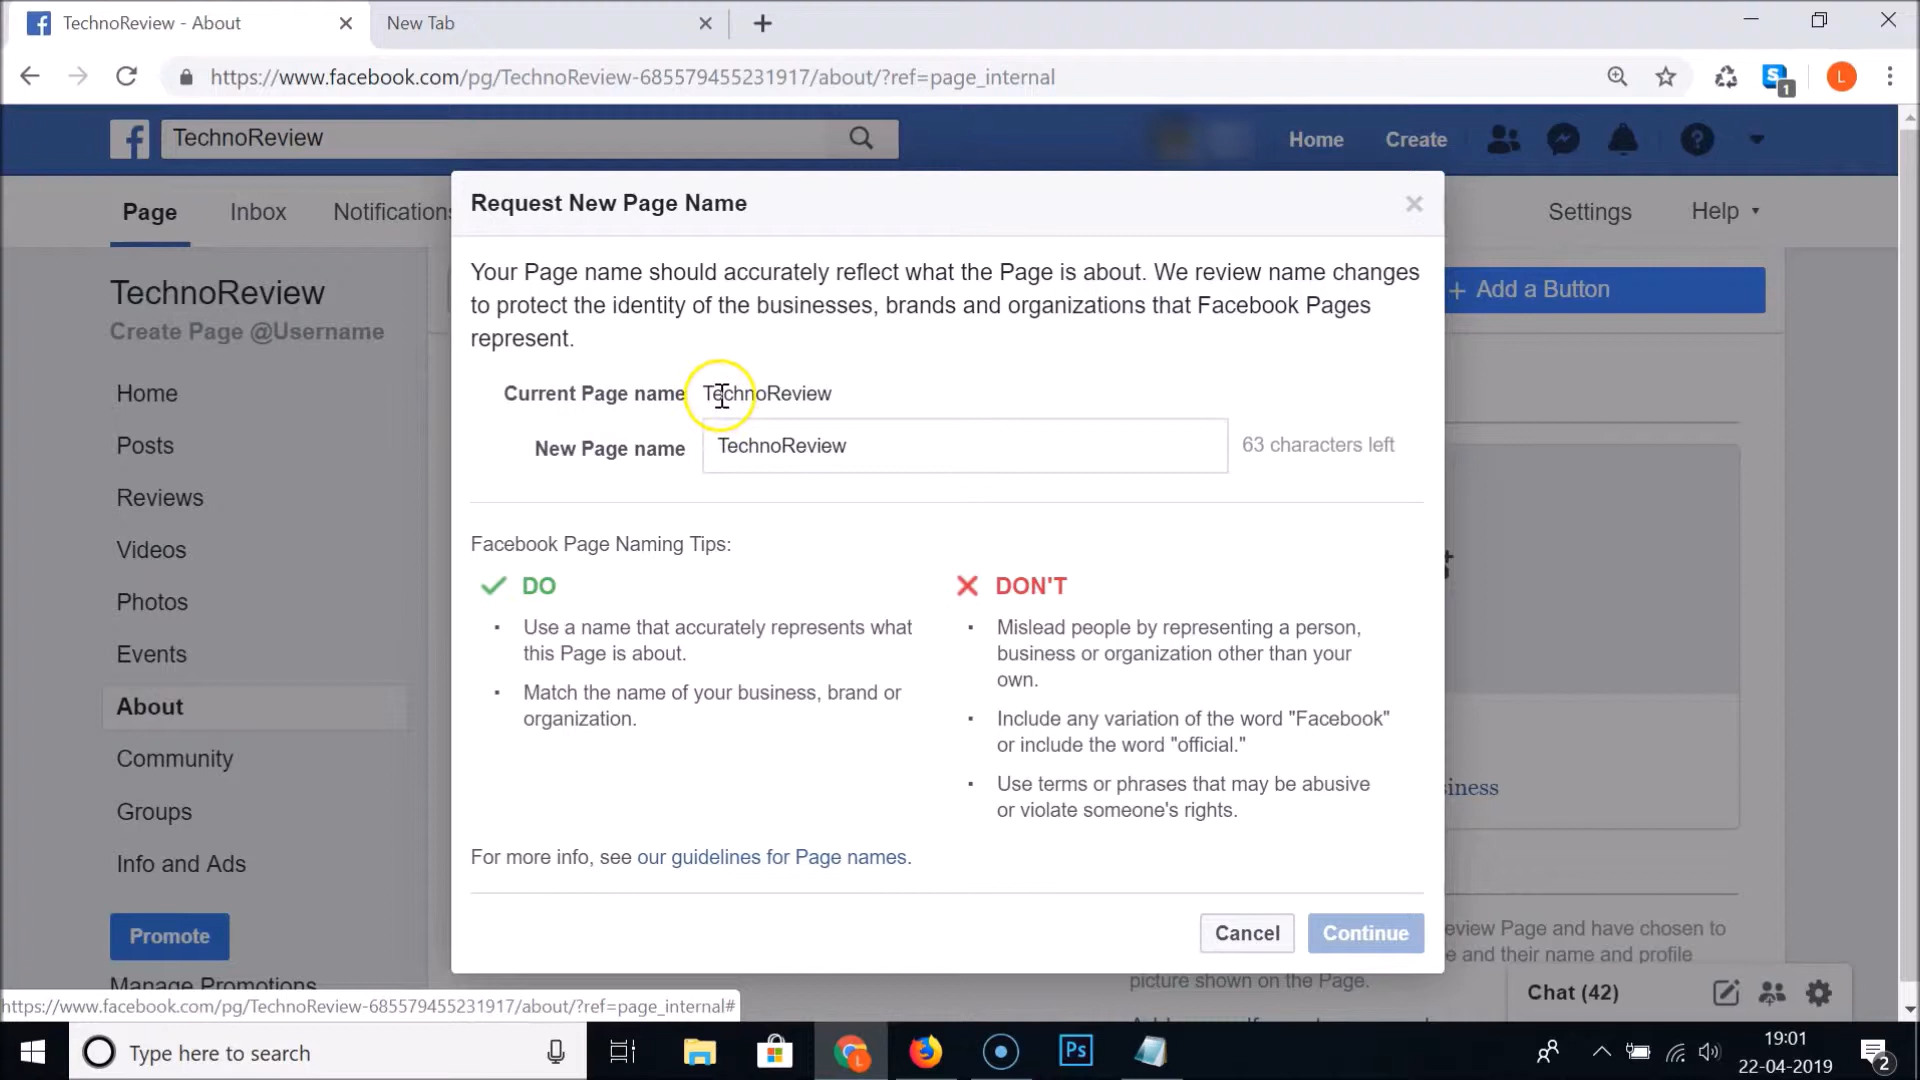 TechnoReview - About
New Tab
https://www.facebook.com/pg/TechnoReview-685579455231917/about/?ref=page_internal
S
1
L
f
TechnoReview
Home
Create
Page
Inbox
Notifications
Settings
Help
Request New Page Name
Your Page name should accurately reflect what the Page is about. We review name changes
to protect the identity of the businesses, brands and organizations that Facebook Pages
represent.
Current Page name
TechnoReview
New Page name
TechnoReview
63 characters left
Facebook Page Naming Tips:
DO
Use a name that accurately represents what
this Page is about.
Match the name of your business, brand or
organization.
DON'T
Mislead people by representing a person,
business or organization other than your
own.
Include any variation of the word "Facebook"
or include the word "official."
Use terms or phrases that may be abusive
or violate someone's rights.
For more info, see our guidelines for Page names.
Cancel
Continue
TechnoReview
Create Page @Username
Home
Posts
Reviews
Videos
Photos
Events
About
Community
Groups
Info and Ads
Promote
Manage Promotions
+ Add a Button
iness
eview Page and have chosen to
e and their name and profile
picture shown on the Page.
Chat (42)
https://www.facebook.com/pg/TechnoReview-685579455231917/about/?ref=page_internal#
Type here to search
L
Ps
19:01
22-04-2019
2